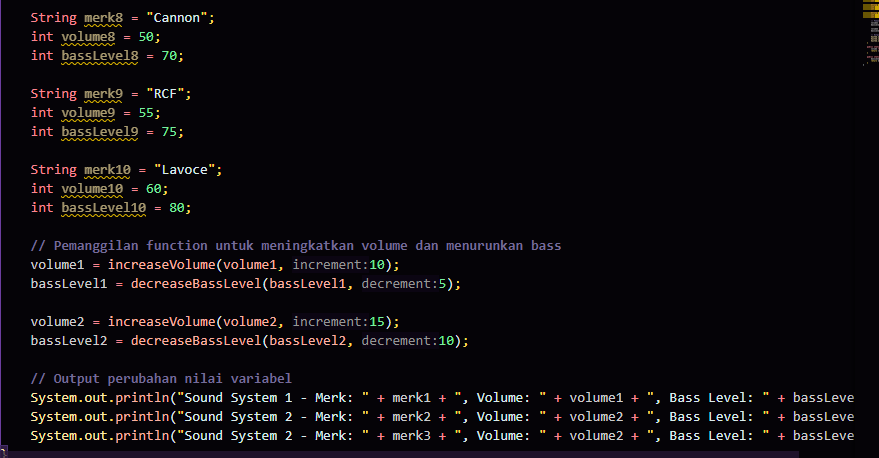 String merk8 = "Cannon";
int volume8 = 50;
int bassLevel8 = 70;
String merk9 = "RCF";
int volume9 = 55;
int bassLevel9 = 75;
String merk10 = "Lavoce";
int volume10 = 60;
int bassLevel10 = 80;
// Pemanggilan function untuk meningkatkan volume dan menurunkan bass
volume1 = increaseVolume(volume1, increment:10);
bassLevel1 = decreaseBassLevel(bassLevel1, decrement:5);
volume2 = increaseVolume(volume2, increment:15);
bassLevel2 = decreaseBassLevel(bassLevel2, decrement:10);
// Output perubahan nilai variabel
System.out.println("Sound System 1 - Merk: " + merk1 + ", Volume: " + volume1 + ", Bass Level: " + bassLeve
System.out.println("Sound System 2 - Merk: " + merk2 + ", Volume: " + volume2 + ", Bass Level: " + bassLeve
System.out.println("Sound System 2 - Merk: " + merk3 + ", Volume: " + volume2 + ", Bass Level: " + bassLeve
}